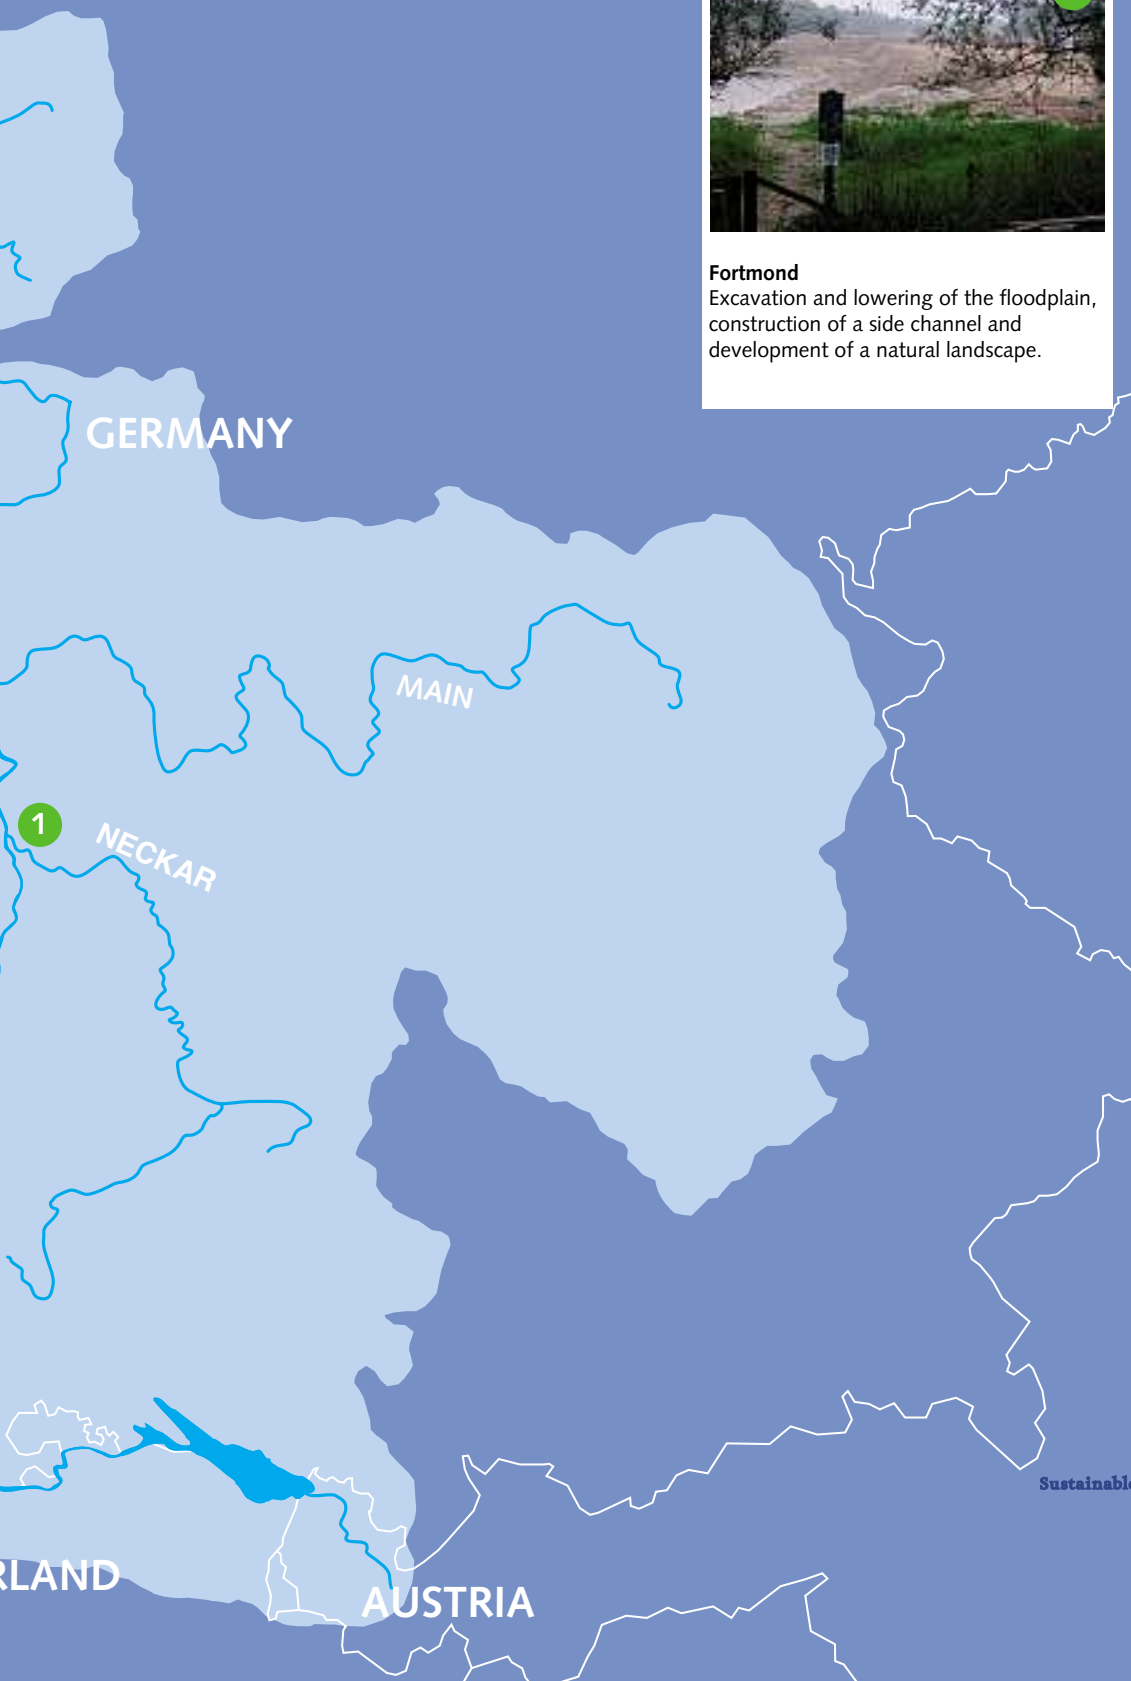 Fortmond
Excavation and lowering of the floodplain,
construction of a side channel and
development of a natural landscape.
GERMANY
MAIN
1
NECKAR
Sustainable
RLAND
AUSTRIA